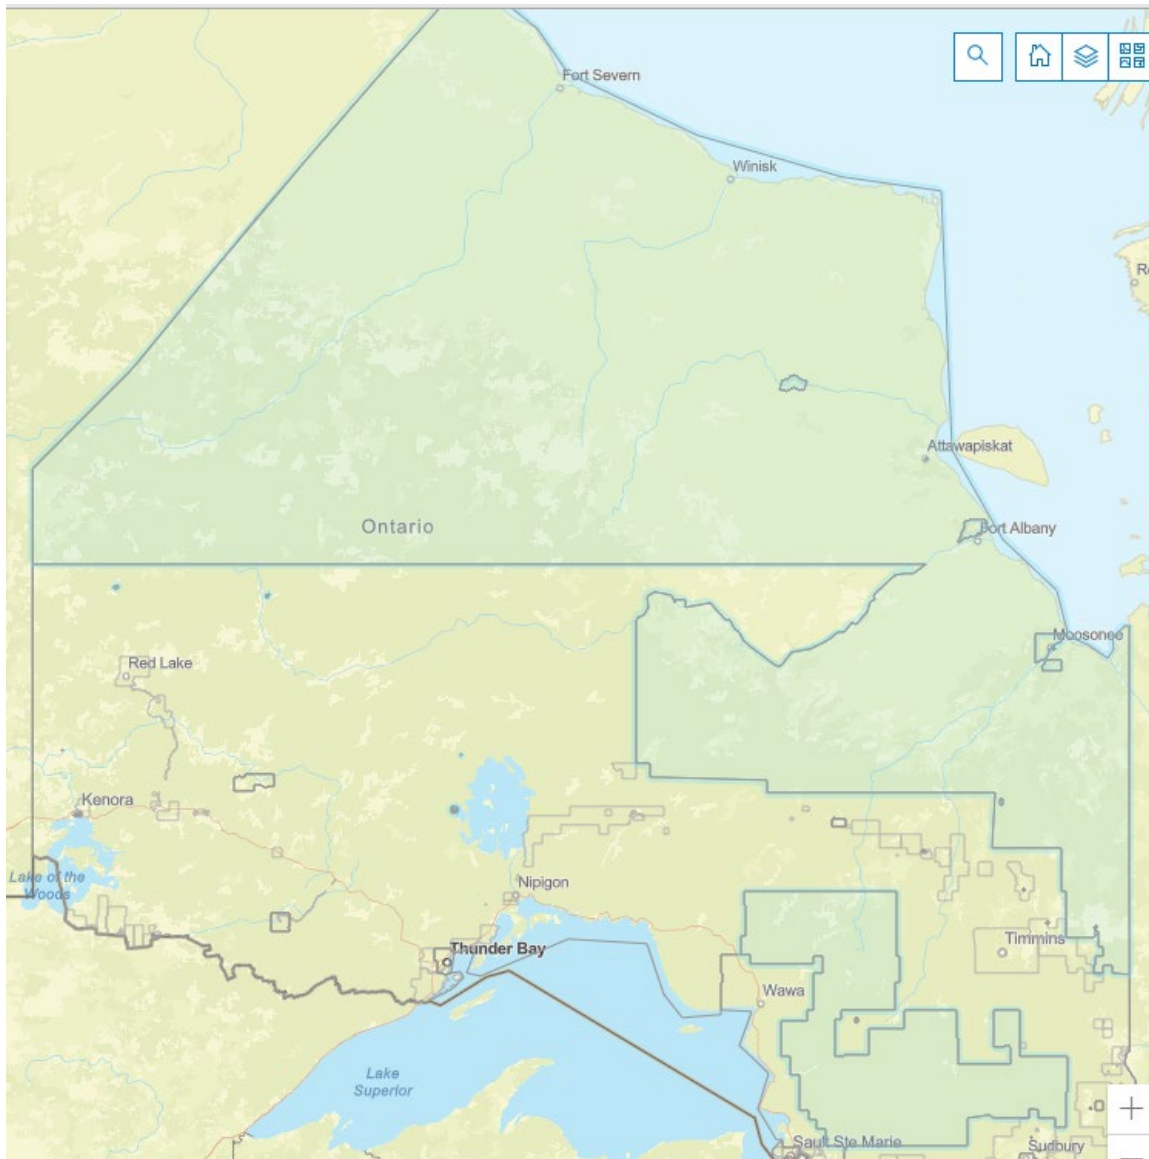 Fort Severn
Winisk
Attawapiskat
Ontario
Fort Albany
Moosonee
Red Lake
Kenora
Lake of the
Woods
Nipigon
Thunder Bay
Timmins
Wawa
Lake
Superior
Sault Ste Marie
Sudbury